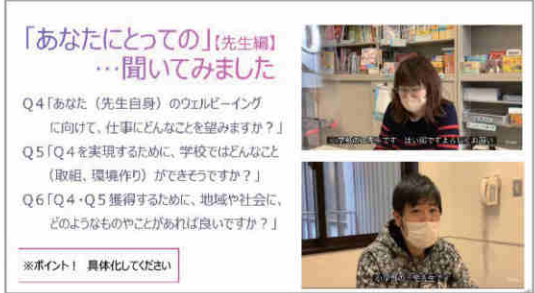 「あなたにとっての」【先生編】
…聞いてみました
Q4「あなた（先生自身）のウェルビーイング
に向けて、仕事にどんなことを望みますか？」
Q5「Q4を実現するために、学校ではどんなこと
（取組、環境作り）ができそうですか？」
Q6「Q4・Q5獲得するために、地域や社会に、
どのようなものやことがあれば良いですか？」
※ポイント！ 具体化してください